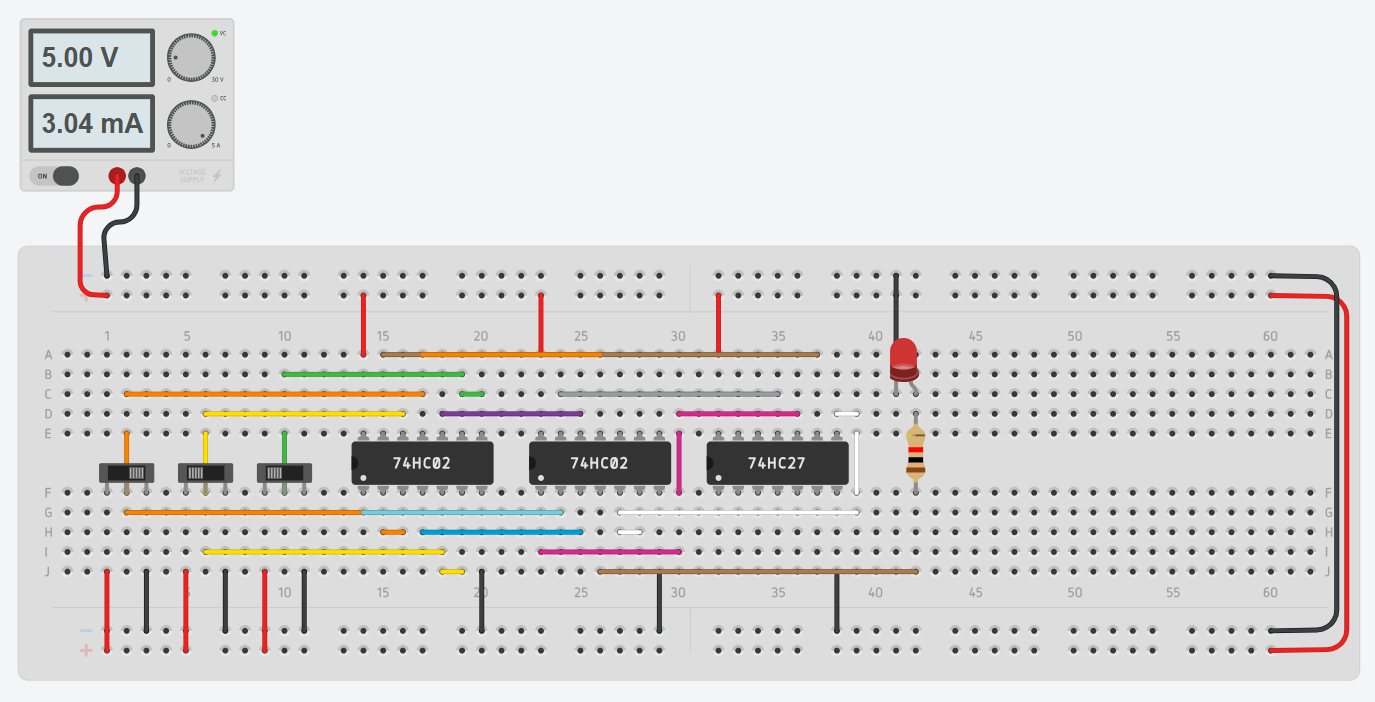 5.00 V
VC
0 30 V
3.04 mA
CC
0 5 A
ON
VOLTAGE
SUPPLY
−
+
1 5 10 15 20 25 30 35 40 45 50 55 60
A A
B B
C C
D D
E E
74HC02 74HC02 74HC27
F F
G G
H H
I I
J J
5 10 15 20 25 30 35 40 45 50 55 60
−
+